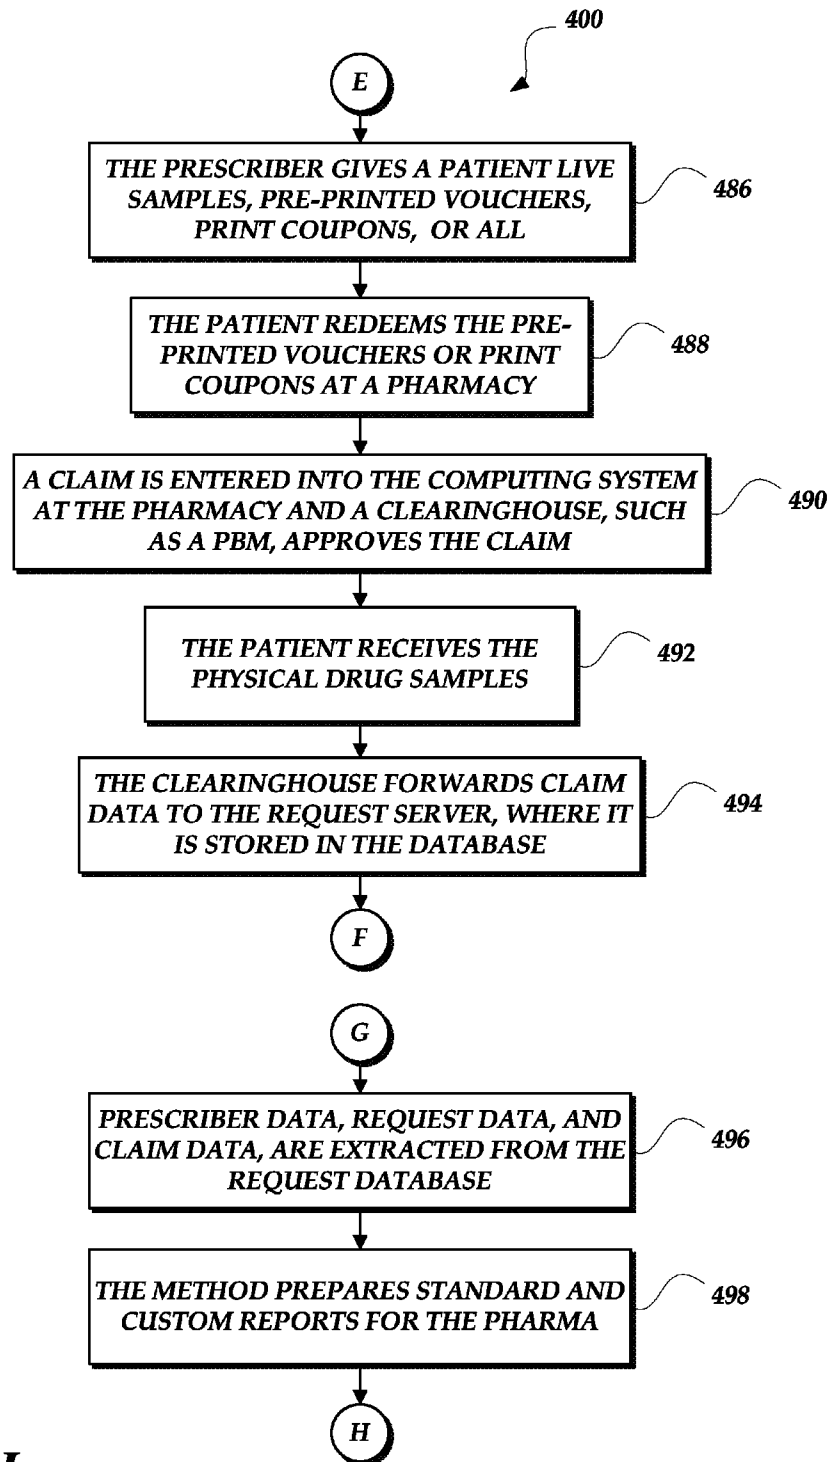 400
E
THE PRESCRIBER GIVES A PATIENT LIVE
SAMPLES, PRE-PRINTED VOUCHERS,
PRINT COUPONS, OR ALL
486
THE PATIENT REDEEMS THE PRE-
PRINTED VOUCHERS OR PRINT
COUPONS AT A PHARMACY
488
A CLAIM IS ENTERED INTO THE COMPUTING SYSTEM
AT THE PHARMACY AND A CLEARINGHOUSE, SUCH
AS A PBM, APPROVES THE CLAIM
490
THE PATIENT RECEIVES THE
PHYSICAL DRUG SAMPLES
492
THE CLEARINGHOUSE FORWARDS CLAIM
DATA TO THE REQUEST SERVER, WHERE IT
IS STORED IN THE DATABASE
494
F
G
PRESCRIBER DATA, REQUEST DATA, AND
CLAIM DATA, ARE EXTRACTED FROM THE
REQUEST DATABASE
496
THE METHOD PREPARES STANDARD AND
CUSTOM REPORTS FOR THE PHARMA
498
H